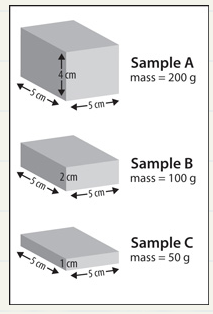 4 cm
5 cm
5 cm
Sample A
mass = 200 g
2 cm
5 cm
5 cm
Sample B
mass = 100 g
1 cm
5 cm
5 cm
Sample C
mass = 50 g